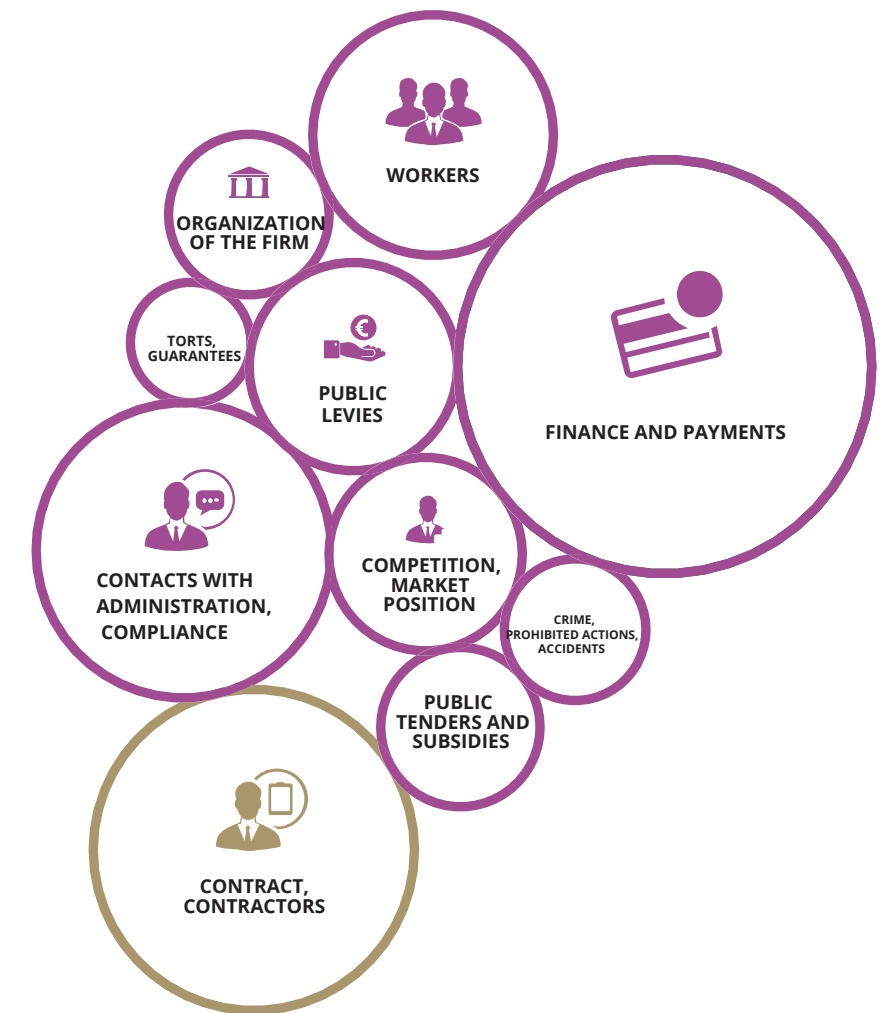 WORKERS
ORGANIZATION
OF THE FIRM
TORTS,
GUARANTEES
€
PUBLIC
LEVIES
FINANCE AND PAYMENTS
CONTACTS WITH
ADMINISTRATION,
COMPLIANCE
COMPETITION,
MARKET
POSITION
CRIME,
PROHIBITED ACTIONS,
ACCIDENTS
PUBLIC
TENDERS AND
SUBSIDIES
CONTRACT,
CONTRACTORS